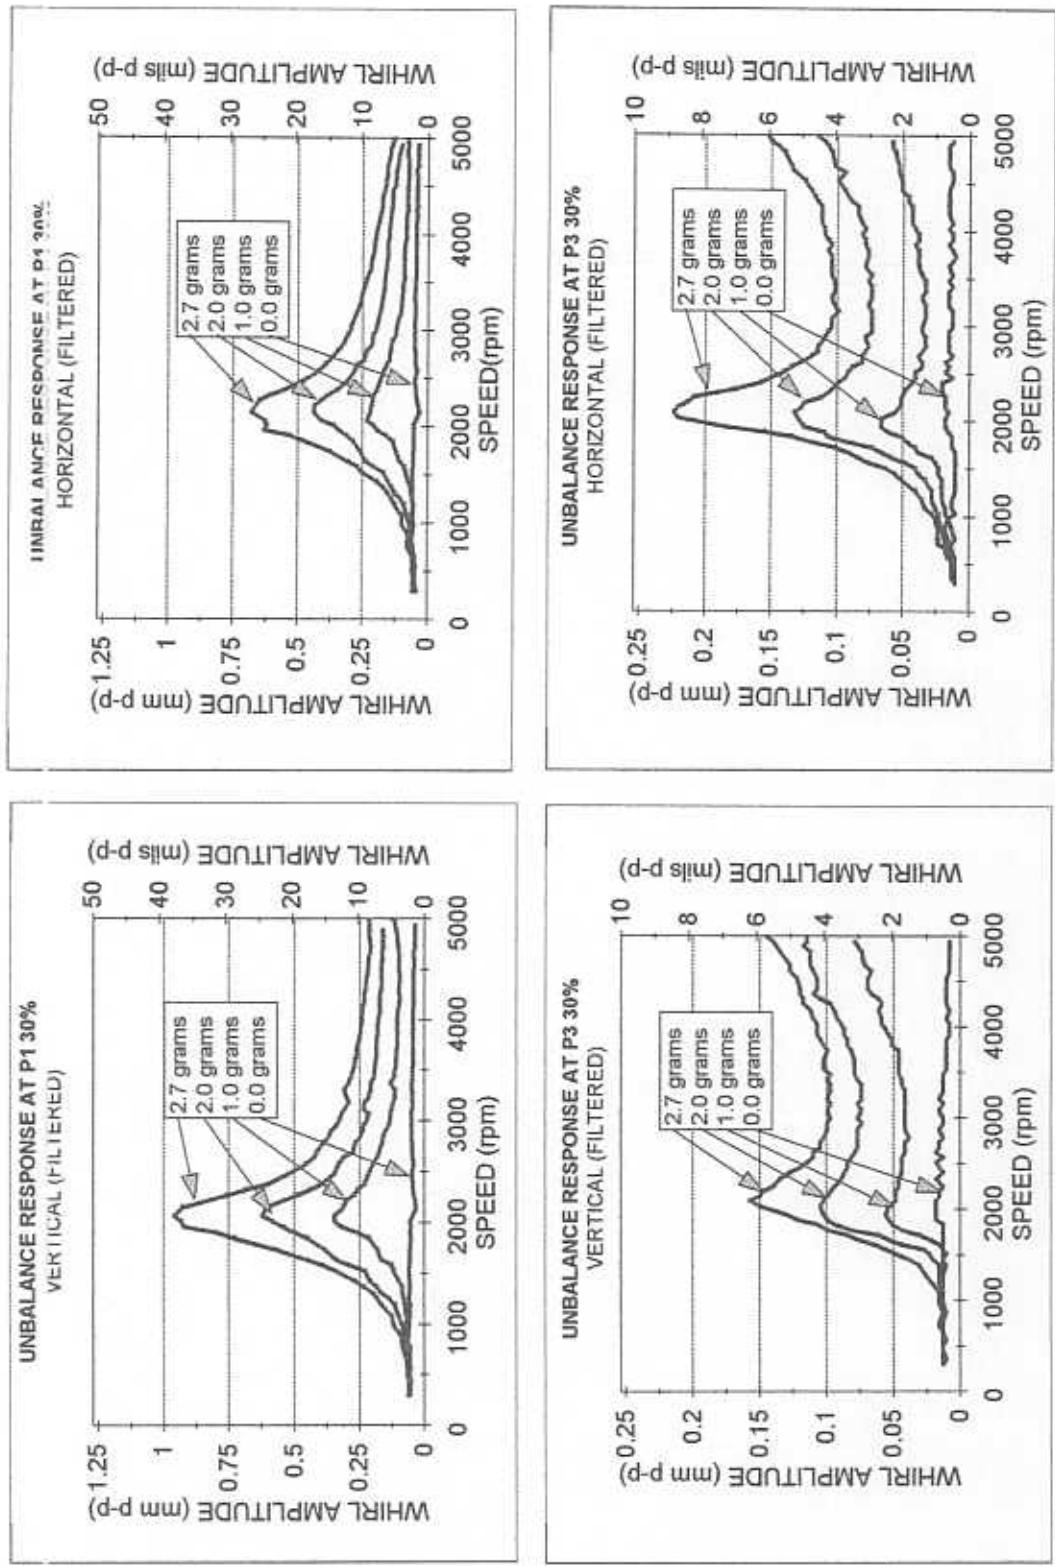 UNBALANCE RESPONSE AT P1 30%
VERTICAL (FILTERED)
WHIRL AMPLITUDE (mm p-p)
1.25
1
0.75
0.5
0.25
0
2.7 grams
2.0 grams
1.0 grams
0.0 grams
50
40
30
20
10
0
WHIRL AMPLITUDE (mils p-p)
0 1000 2000 3000 4000 5000
SPEED (rpm)
UNBALANCE RESPONSE AT P1 30%
HORIZONTAL (FILTERED)
WHIRL AMPLITUDE (mm p-p)
1.25
1
0.75
0.5
0.25
0
2.7 grams
2.0 grams
1.0 grams
0.0 grams
50
40
30
20
10
0
WHIRL AMPLITUDE (mils p-p)
0 1000 2000 3000 4000 5000
SPEED(rpm)
UNBALANCE RESPONSE AT P3 30%
VERTICAL (FILTERED)
WHIRL AMPLITUDE (mm p-p)
0.25
0.2
0.15
0.1
0.05
0
2.7 grams
2.0 grams
1.0 grams
0.0 grams
10
8
6
4
2
0
WHIRL AMPLITUDE (mils p-p)
0 1000 2000 3000 4000 5000
SPEED (rpm)
UNBALANCE RESPONSE AT P3 30%
HORIZONTAL (FILTERED)
WHIRL AMPLITUDE (mm p-p)
0.25
0.2
0.15
0.1
0.05
0
2.7 grams
2.0 grams
1.0 grams
0.0 grams
10
8
6
4
2
0
WHIRL AMPLITUDE (mils p-p)
0 1000 2000 3000 4000 5000
SPEED (rpm)